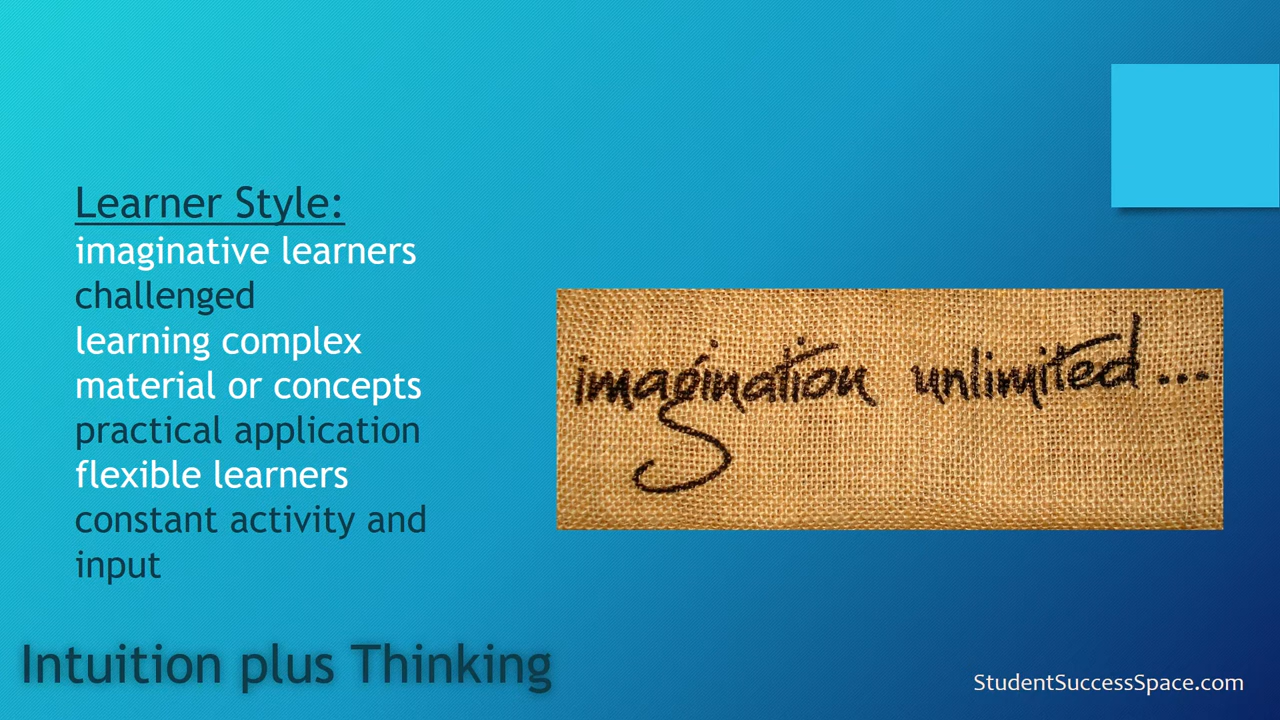 Learner Style:
imaginative learners
challenged
learning complex
material or concepts
practical application
flexible learners
constant activity and
input
imagination unlimited...
Intuition plus Thinking
StudentSuccessSpace.com